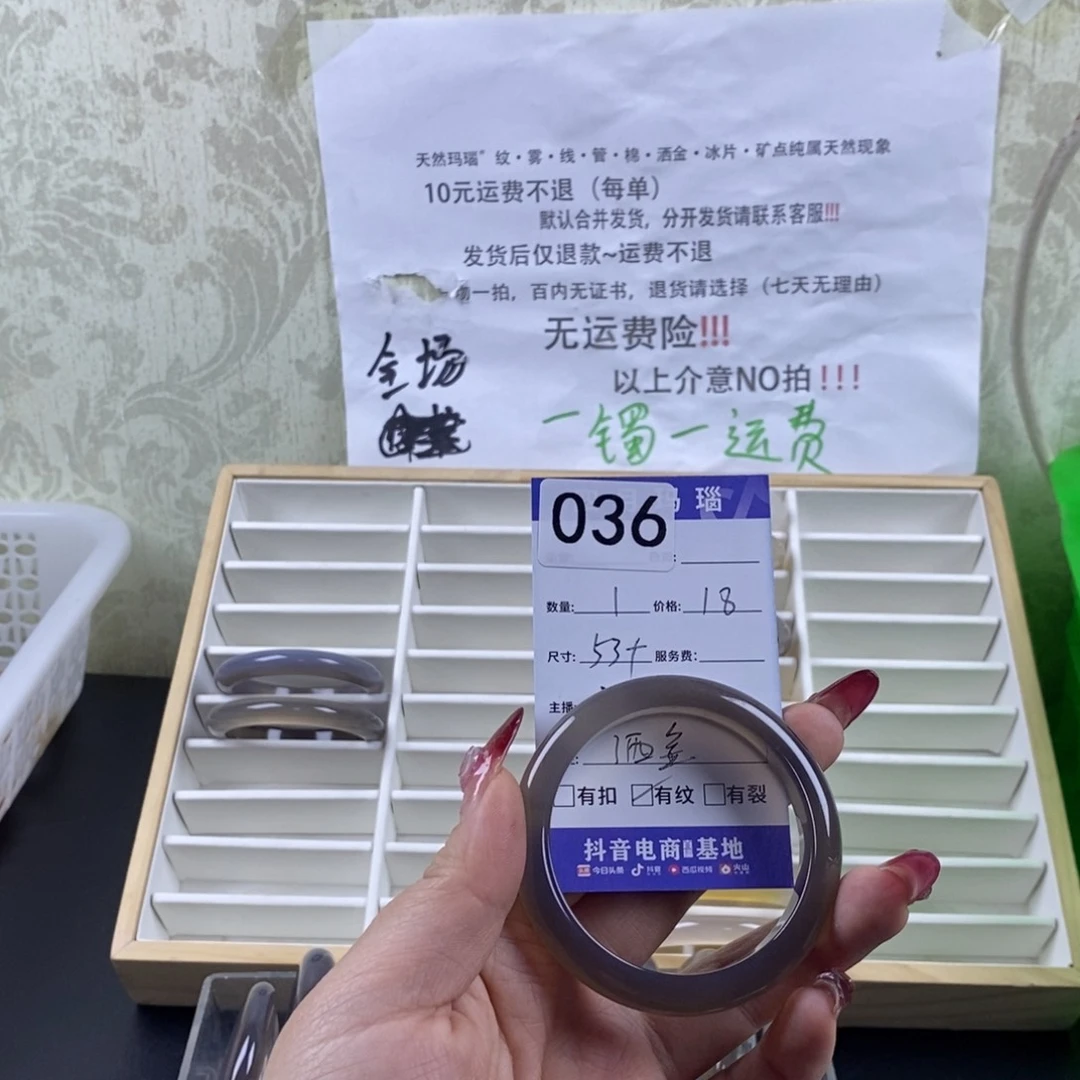 天然玛瑙"纹·雾·线·管·棉·洒金·冰片·矿点纯属天然现象
10元运费不退（每单）
默认合并发货，分开发货请联系客服!!!
发货后仅退款~运费不退
一拍，百内无证书，退货请选择（七天无理由）
无运费险!!!
以上介意NO拍!!!
全场
一镯一运费
036
玛瑙
数量: 1 价格: 18
尺寸: 53+ 服务费:
主播
: 洒金
□有扣 ☑有纹 □有裂
抖音电商直播基地
今日头条 抖音 西瓜视频 火山